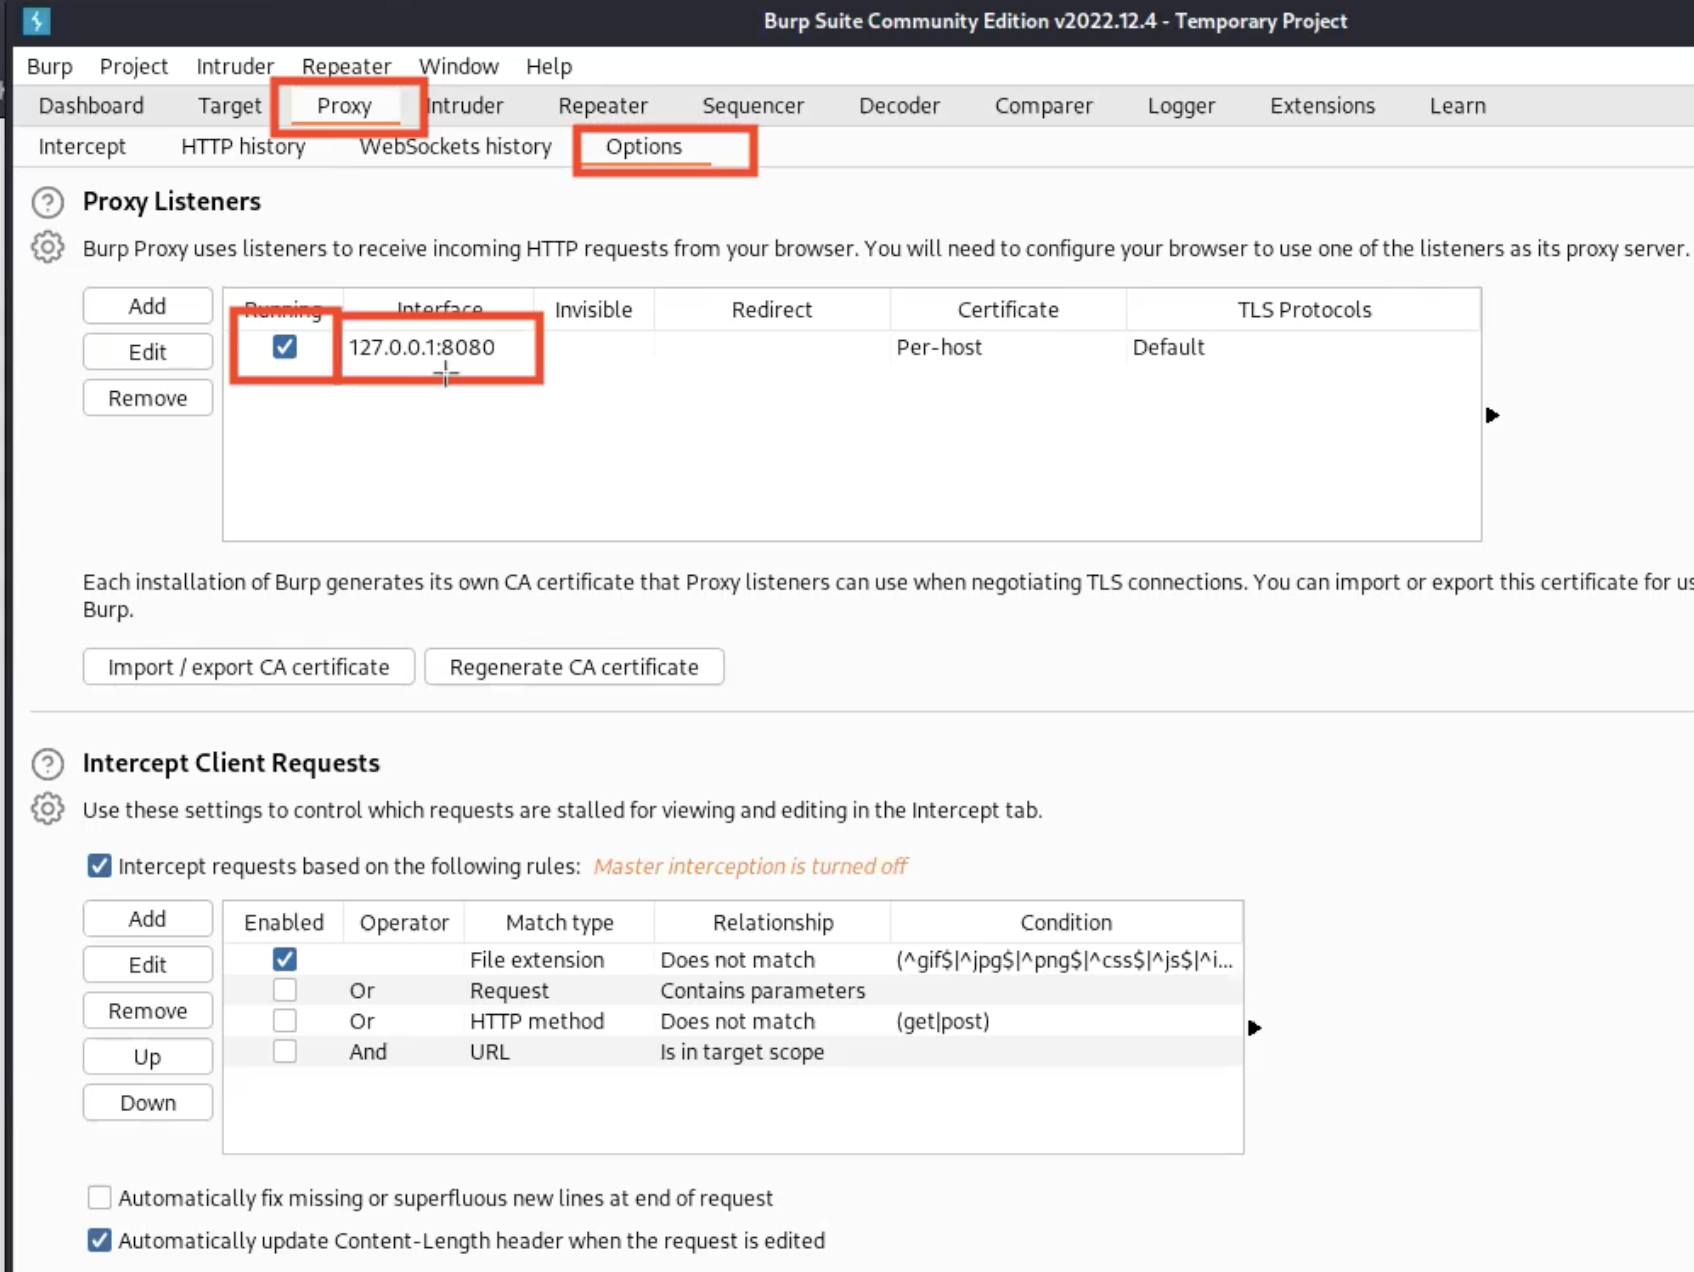 Burp Suite Community Edition v2022.12.4 - Temporary Project
Burp Project Intruder Repeater Window Help
Dashboard Target Proxy Intruder Repeater Sequencer Decoder Comparer Logger Extensions Learn
Intercept HTTP history WebSockets history Options
Proxy Listeners
Burp Proxy uses listeners to receive incoming HTTP requests from your browser. You will need to configure your browser to use one of the listeners as its proxy server.
Add Running Interface Invisible Redirect Certificate TLS Protocols
Edit 127.0.0.1:8080 Per-host Default
Remove
Each installation of Burp generates its own CA certificate that Proxy listeners can use when negotiating TLS connections. You can import or export this certificate for us
Burp.
Import / export CA certificate Regenerate CA certificate
Intercept Client Requests
Use these settings to control which requests are stalled for viewing and editing in the Intercept tab.
Intercept requests based on the following rules: Master interception is turned off
Add Enabled Operator Match type Relationship Condition
Edit File extension Does not match (^gif$|^jpg$|^png$|^css$|^js$|^i...
Or Request Contains parameters
Remove Or HTTP method Does not match (get|post)
Up And URL Is in target scope
Down
Automatically fix missing or superfluous new lines at end of request
Automatically update Content-Length header when the request is edited